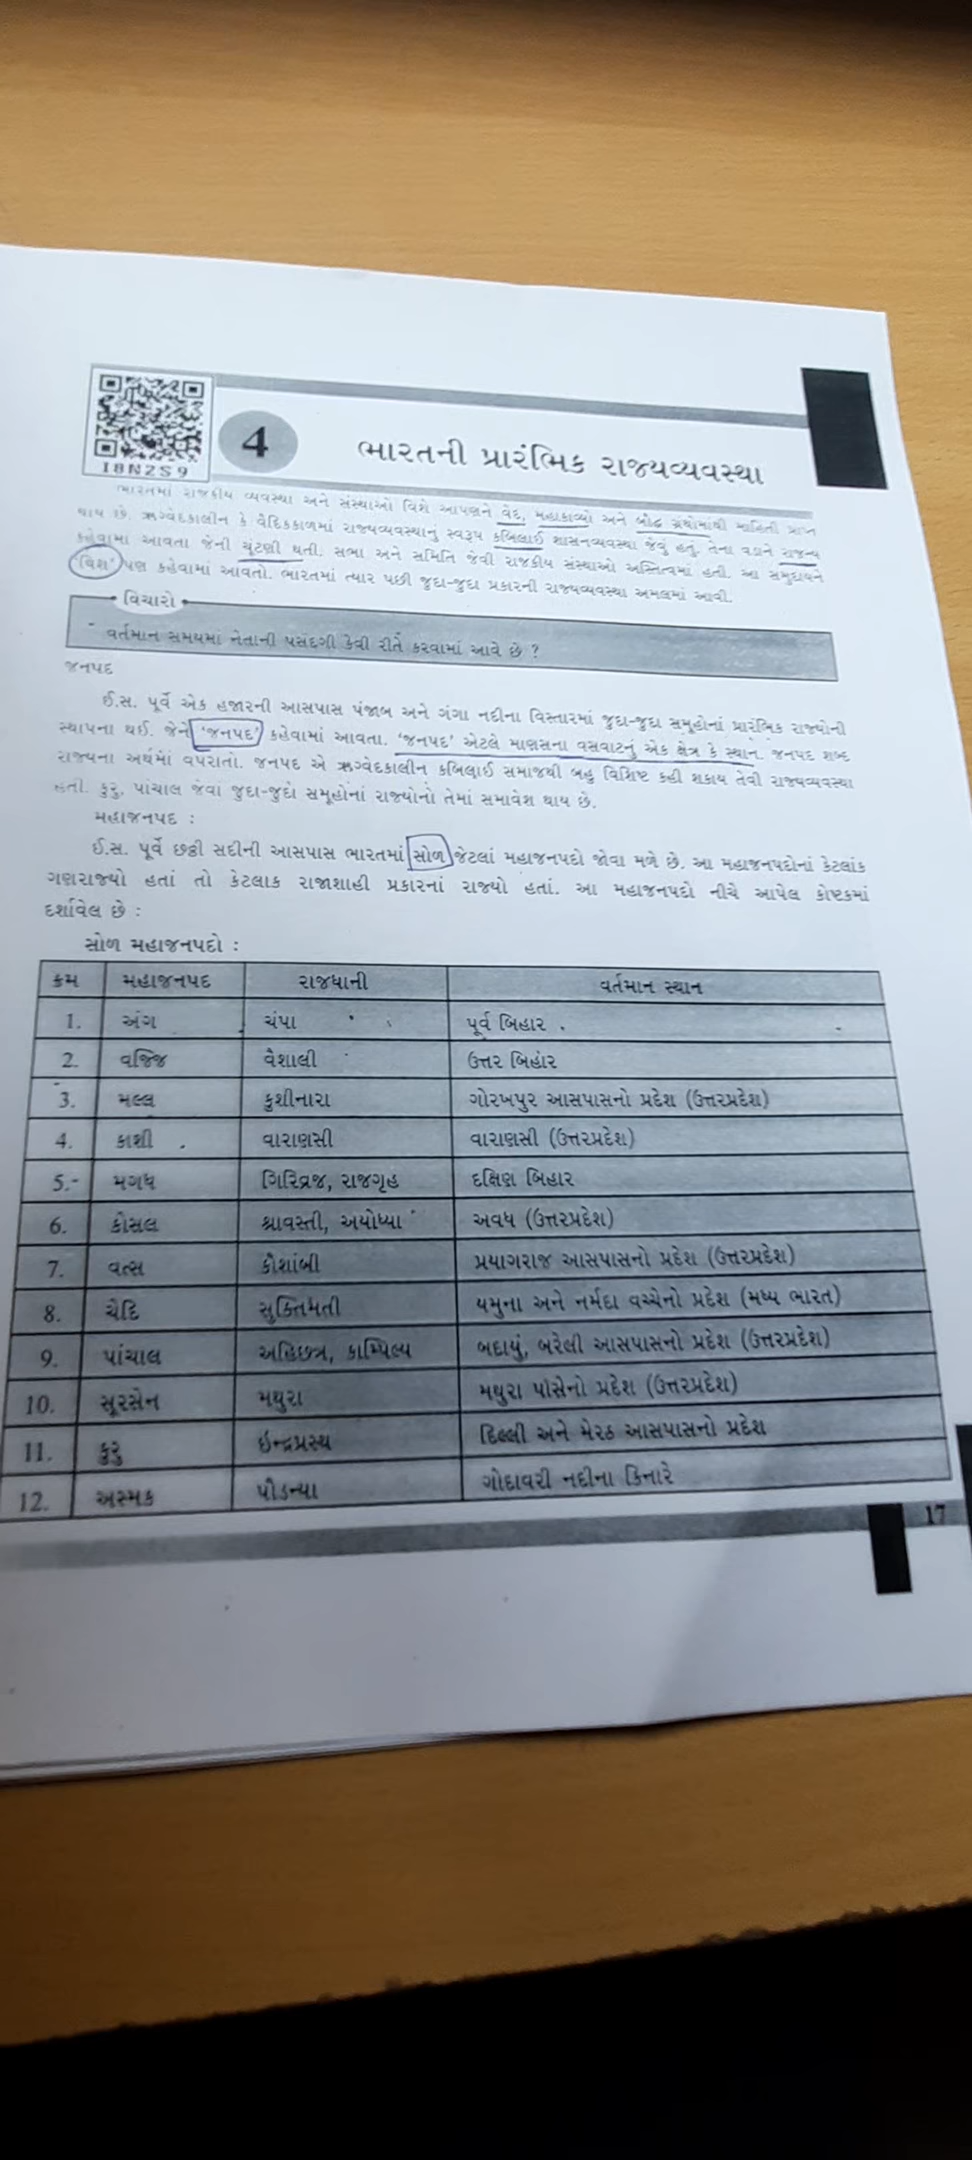 I8N2S9
4
ભારતની પ્રારંભિક રાજ્યવ્યવસ્થા
ભારતમાં રાજકીય વ્યવસ્થા અને સંસ્થાઓ વિશે આપણને વેદ, મહાકાવ્યો અને બૌદ્ધ ગ્રંથોમાંથી માહિતી પ્રાપ્ત
થાય છે. ઋગ્વેદકાલીન કે વૈદિકકાળમાં રાજ્યવ્યવસ્થાનું સ્વરૂપ કબિલાઈ શાસનવ્યવસ્થા જેવું હતું. તેના વડાને રાજન્ય
કહેવામાં આવતા જેની ચૂંટણી થતી. સભા અને સમિતિ જેવી રાજકીય સંસ્થાઓ અસ્તિત્વમાં હતી. આ સમુદાયને
'વિશ' પણ કહેવામાં આવતો. ભારતમાં ત્યાર પછી જુદા-જુદા પ્રકારની રાજ્યવ્યવસ્થા અમલમાં આવી.
વિચારો
વર્તમાન સમયમાં નેતાની પસંદગી કેવી રીતે કરવામાં આવે છે ?
જનપદ
ઈ.સ. પૂર્વે એક હજારની આસપાસ પંજાબ અને ગંગા નદીના વિસ્તારમાં જુદા-જુદા સમૂહોનાં પ્રારંભિક રાજ્યોની
સ્થાપના થઈ. જેને 'જનપદ' કહેવામાં આવતા. 'જનપદ' એટલે માણસના વસવાટનું એક ક્ષેત્ર કે સ્થાન. જનપદ શબ્દ
રાજ્યના અર્થમાં વપરાતો. જનપદ એ ઋગ્વેદકાલીન કબિલાઈ સમાજથી બહુ વિશિષ્ટ કહી શકાય તેવી રાજ્યવ્યવસ્થા
હતી. કુરુ, પાંચાલ જેવા જુદા-જુદા સમૂહોનાં રાજ્યોનો તેમાં સમાવેશ થાય છે.
મહાજનપદ :
ઈ.સ. પૂર્વે છઠ્ઠી સદીની આસપાસ ભારતમાં સોળ જેટલાં મહાજનપદો જોવા મળે છે. આ મહાજનપદોનાં કેટલાંક
ગણરાજ્યો હતાં તો કેટલાક રાજાશાહી પ્રકારનાં રાજ્યો હતાં. આ મહાજનપદો નીચે આપેલ કોષ્ટકમાં
દર્શાવેલ છે :
સોળ મહાજનપદો :
ક્રમ મહાજનપદ રાજધાની વર્તમાન સ્થાન
1. અંગ ચંપા પૂર્વ બિહાર
2. વજ્જિ વૈશાલી ઉત્તર બિહાર
3. મલ્લ કુશીનારા ગોરખપુર આસપાસનો પ્રદેશ (ઉત્તરપ્રદેશ)
4. કાશી વારાણસી વારાણસી (ઉત્તરપ્રદેશ)
5. મગધ ગિરિવ્રજ, રાજગૃહ દક્ષિણ બિહાર
6. કોસલ શ્રાવસ્તી, અયોધ્યા અવધ (ઉત્તરપ્રદેશ)
7. વત્સ કૌશાંબી પ્રયાગરાજ આસપાસનો પ્રદેશ (ઉત્તરપ્રદેશ)
8. ચેદિ સુક્તિમતી યમુના અને નર્મદા વચ્ચેનો પ્રદેશ (મધ્ય ભારત)
9. પાંચાલ અહિછત્ર, કામ્પિલ્ય બદાયું, બરેલી આસપાસનો પ્રદેશ (ઉત્તરપ્રદેશ)
10. સૂરસેન મથુરા મથુરા પાસેનો પ્રદેશ (ઉત્તરપ્રદેશ)
11. કુરુ ઇન્દ્રપ્રસ્થ દિલ્લી અને મેરઠ આસપાસનો પ્રદેશ
12. અસ્મક પોડન્યા ગોદાવરી નદીના કિનારે
17